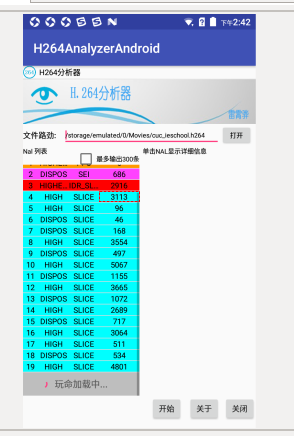 下午2:42
H264AnalyzerAndroid
264 H264分析器
H.264分析器
雷霄骅
文件路劲: /storage/emulated/0/Movies/cuc_ieschool.h264 打开
Nal 列表 最多输出300条 单击NAL显示详细信息
2 DISPOS SEI 686
3 HIGHE... IDR_SL... 2916
4 HIGH SLICE 3113
5 HIGH SLICE 96
6 DISPOS SLICE 46
7 DISPOS SLICE 168
8 HIGH SLICE 3554
9 DISPOS SLICE 497
10 HIGH SLICE 5067
11 DISPOS SLICE 1155
12 HIGH SLICE 3665
13 DISPOS SLICE 1072
14 HIGH SLICE 2689
15 DISPOS SLICE 717
16 HIGH SLICE 3064
17 HIGH SLICE 511
18 DISPOS SLICE 534
19 HIGH SLICE 4801
玩命加载中...
开始 关于 关闭